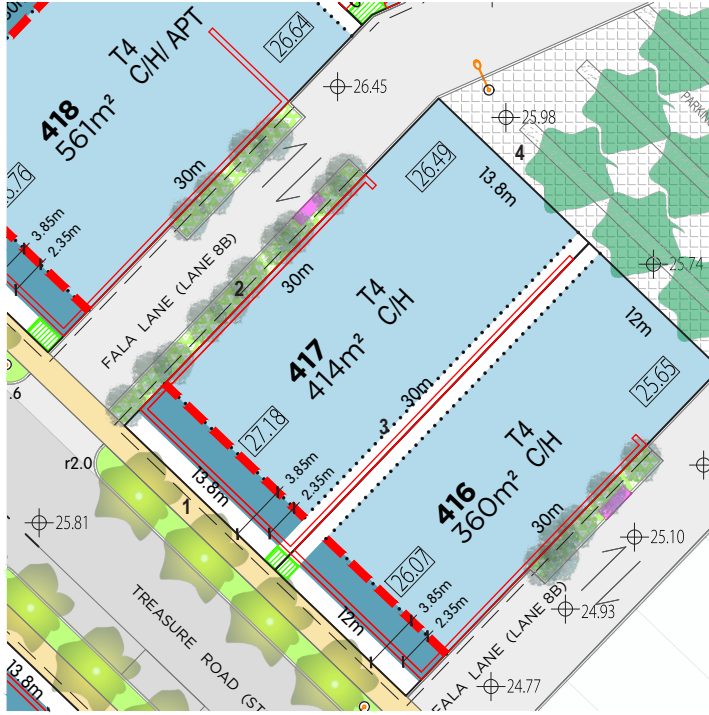 26.64
T4
C/H/ APT
26.45
418
561m²
25.98
4
PARKIN
26.49
13.8m
30m
3.85m
2.35m
FALA LANE (LANE 8B)
2
30m
25.74
12m
T4
C/H
417
414m²
30m
3
25.65
27.18
T4
C/H
416
360m²
r2.0
13.8m
3.85m
2.35m
1
25.81
30m
25.10
26.07
3.85m
2.35m
24.93
TREASURE ROAD (ST
12m
FALA LANE (LANE 8B)
24.77
13.8m